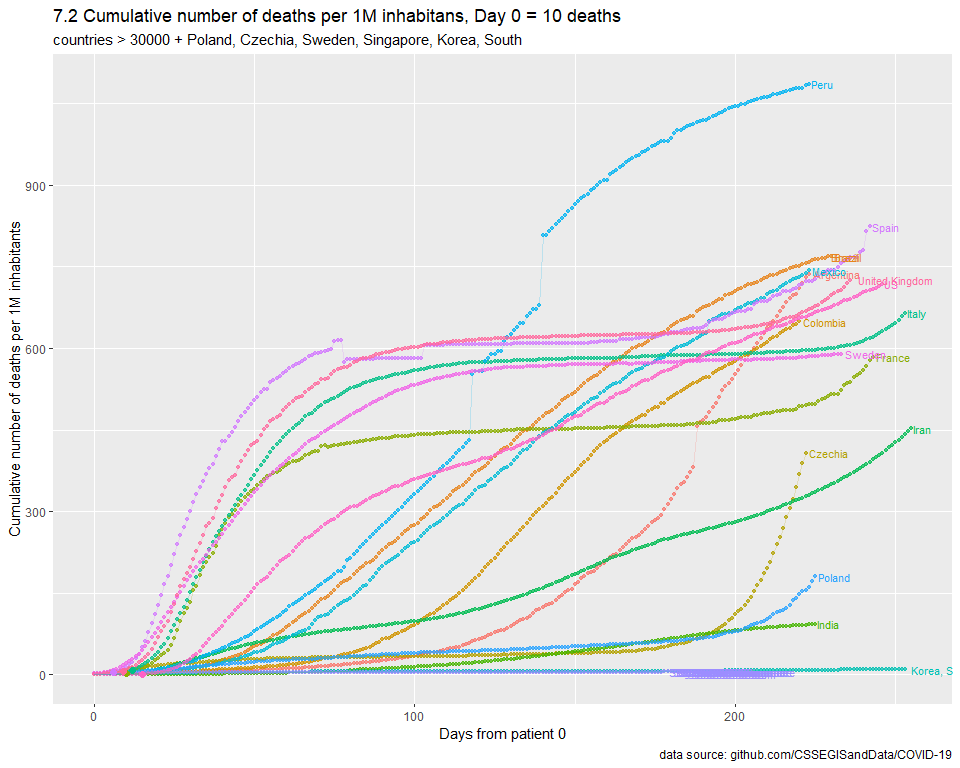 7.2 Cumulative number of deaths per 1M inhabitans, Day 0 = 10 deaths
countries > 30000 + Poland, Czechia, Sweden, Singapore, Korea, South
Cumulative number of deaths per 1M inhabitants
900
600
300
0
Peru
Spain
Brazil
Mexico
Argentina
United Kingdom
US
Italy
Colombia
Sweden
France
Iran
Czechia
Poland
India
Korea, S
0
100
200
Days from patient 0
data source: github.com/CSSEGISandData/COVID-19